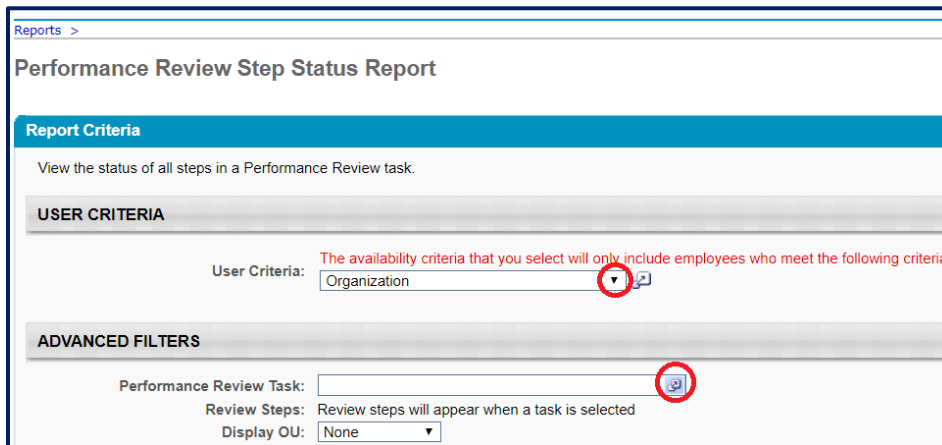 Reports >
Performance Review Step Status Report
Report Criteria
View the status of all steps in a Performance Review task.
USER CRITERIA
The availability criteria that you select will only include employees who meet the following criteria
User Criteria:
Organization
ADVANCED FILTERS
Performance Review Task:
Review Steps: Review steps will appear when a task is selected
Display OU: None